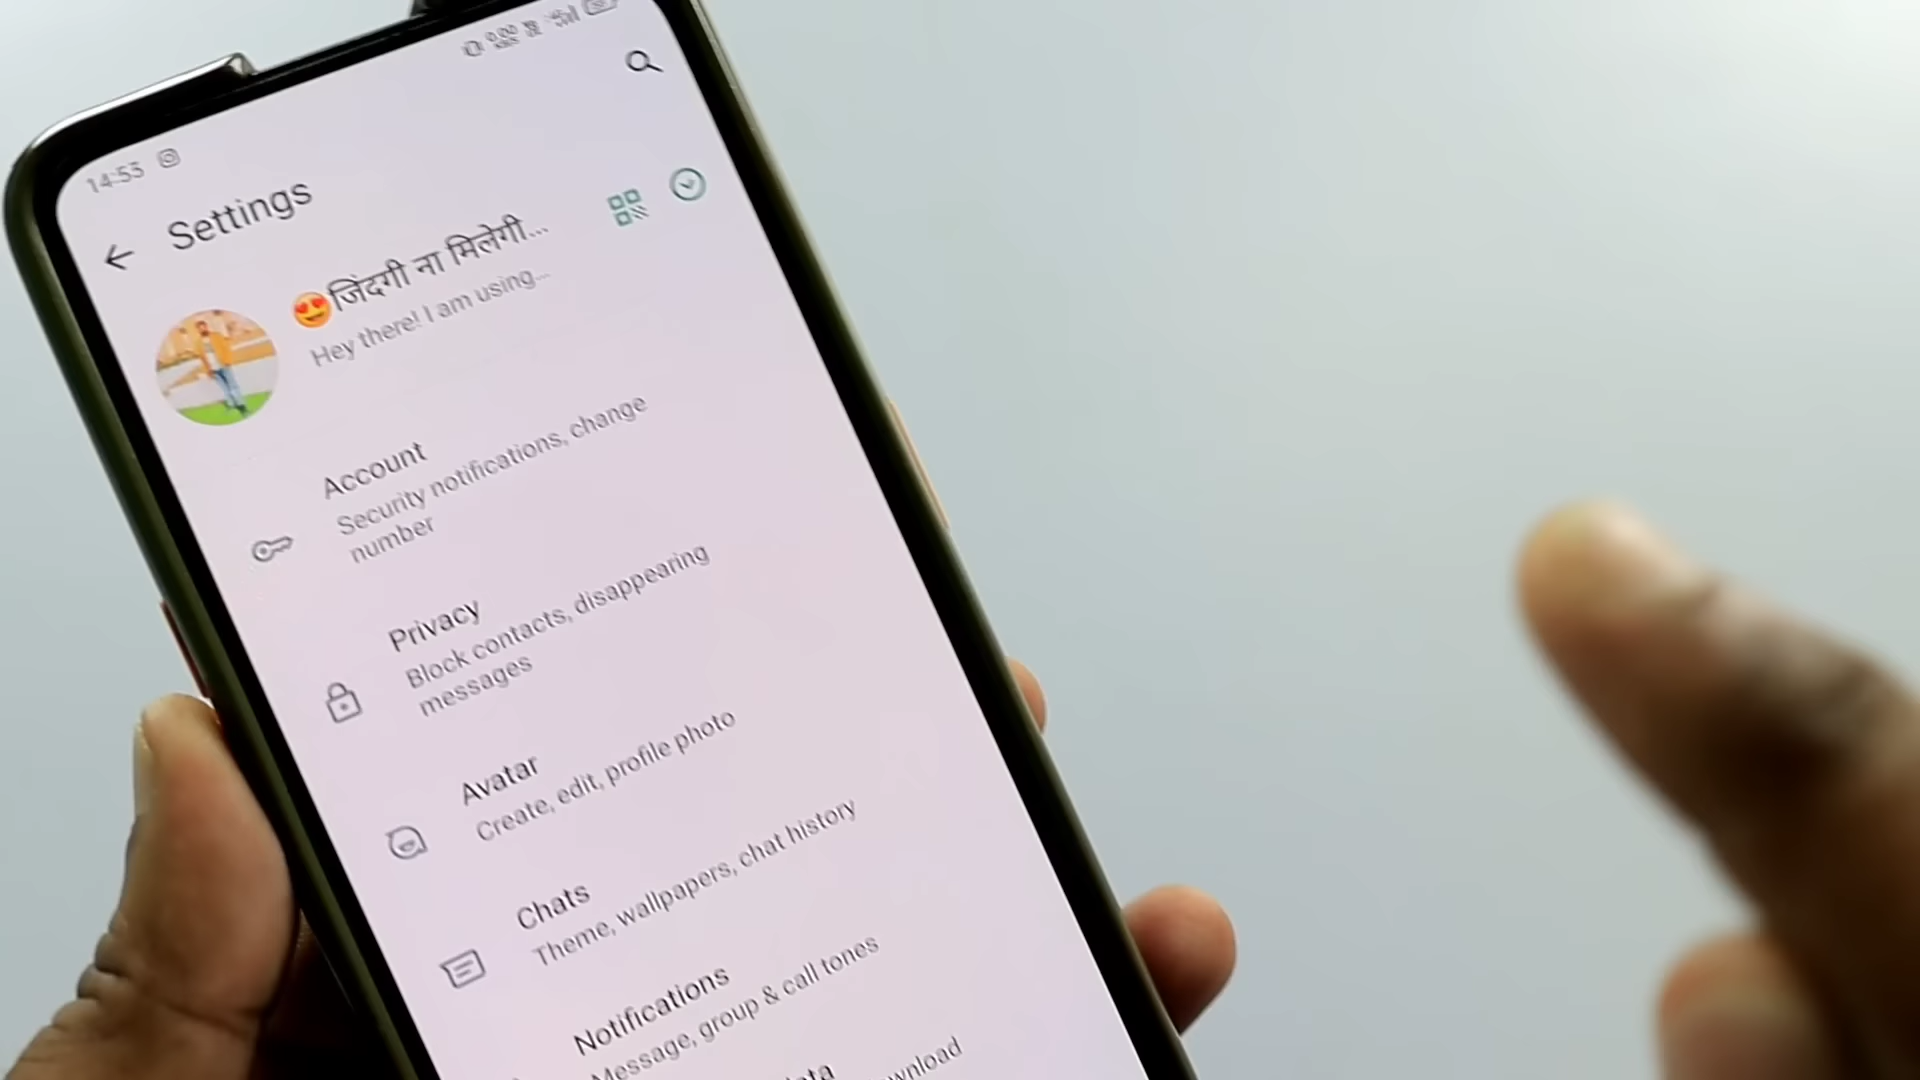 14:53
Settings
😍जिंदगी ना मिलेगी...
Hey there! I am using...
Account
Security notifications, change
number
Privacy
Block contacts, disappearing
messages
Avatar
Create, edit, profile photo
Chats
Theme, wallpapers, chat history
Notifications
Message, group & call tones